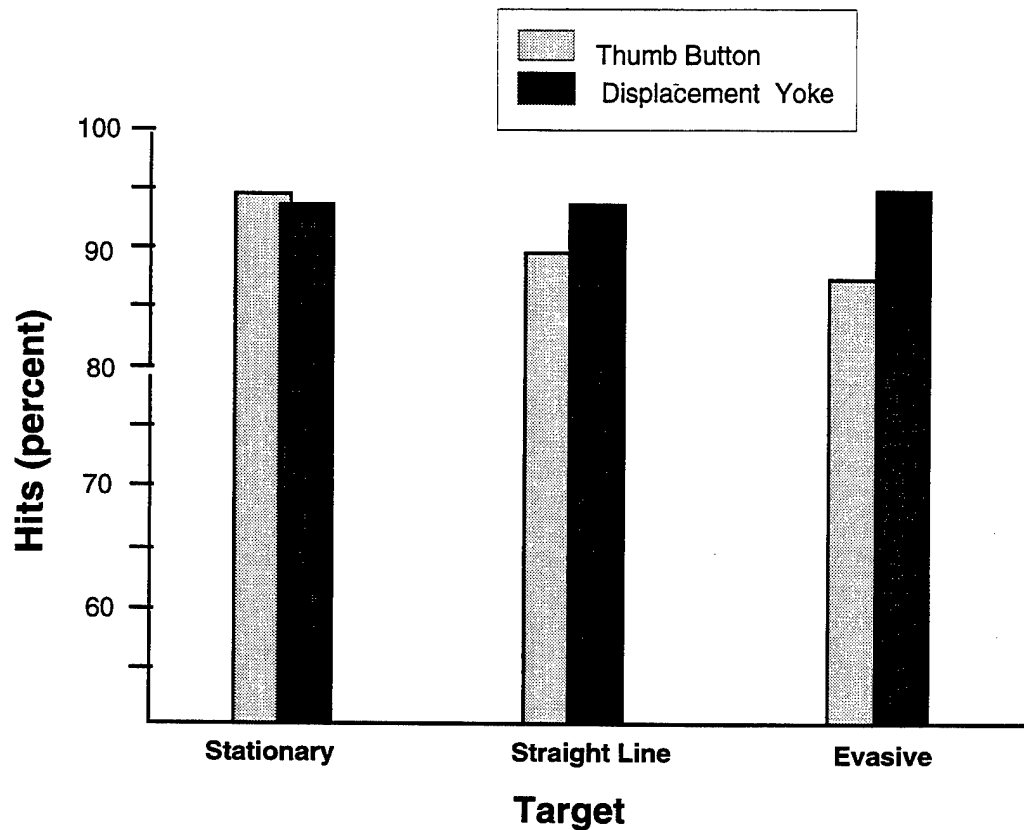 Thumb Button
Displacement Yoke
100
90
80
70
60
Hits (percent)
Stationary
Straight Line
Evasive
Target